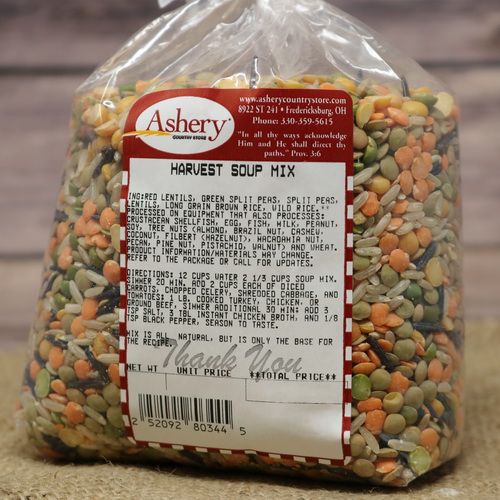 Ashery
COUNTRY STORE
www.asherycountrystore.com
8922 ST 241 • Fredericksburg, OH
Phone: 330-359-5615
"In all thy ways acknowledge
Him and He shall direct thy
paths." Prov. 3:6
HARVEST SOUP MIX
ING:RED LENTILS, GREEN SPLIT PEAS, SPLIT PEAS,
LENTILS, LONG GRAIN BROWN RICE, WILD RICE.**
PROCESSED ON EQUIPMENT THAT ALSO PROCESSES:
CRUSTACEAN SHELLFISH, EGG, FISH, MILK, PEANUT,
SOY, TREE NUTS (ALMOND, BRAZIL NUT, CASHEW,
COCONUT, FILBERT (HAZELNUT), MACADAMIA NUT,
PECAN, PINE NUT, PISTACHIO, WALNUT) AND WHEAT.
PRODUCT INFORMATION/MATERIALS MAY CHANGE.
REFER TO THE PACKAGE OR CALL FOR UPDATES.
DIRECTIONS: 12 CUPS WATER 2 1/3 CUPS SOUP MIX.
SIMMER 20 MIN. ADD 2 CUPS EACH OF DICED
CARROTS, CHOPPED CELERY, SHREDDED CABBAGE, AND
TOMATOES: 1 LB. COOKED TURKEY, CHICKEN, OR
GROUND BEEF, SIMMER ADDITIONAL 30 MIN: ADD 3
TSP SALT, 3 TBL INSTANT CHICKEN BROTH, AND 1/8
TSP BLACK PEPPER, SEASON TO TASTE.
MIX IS ALL NATURAL, BUT IS ONLY THE BASE FOR
THE RECIPE.
Thank You
NET WT UNIT PRICE **TOTAL PRICE**
2 52092 80344 5